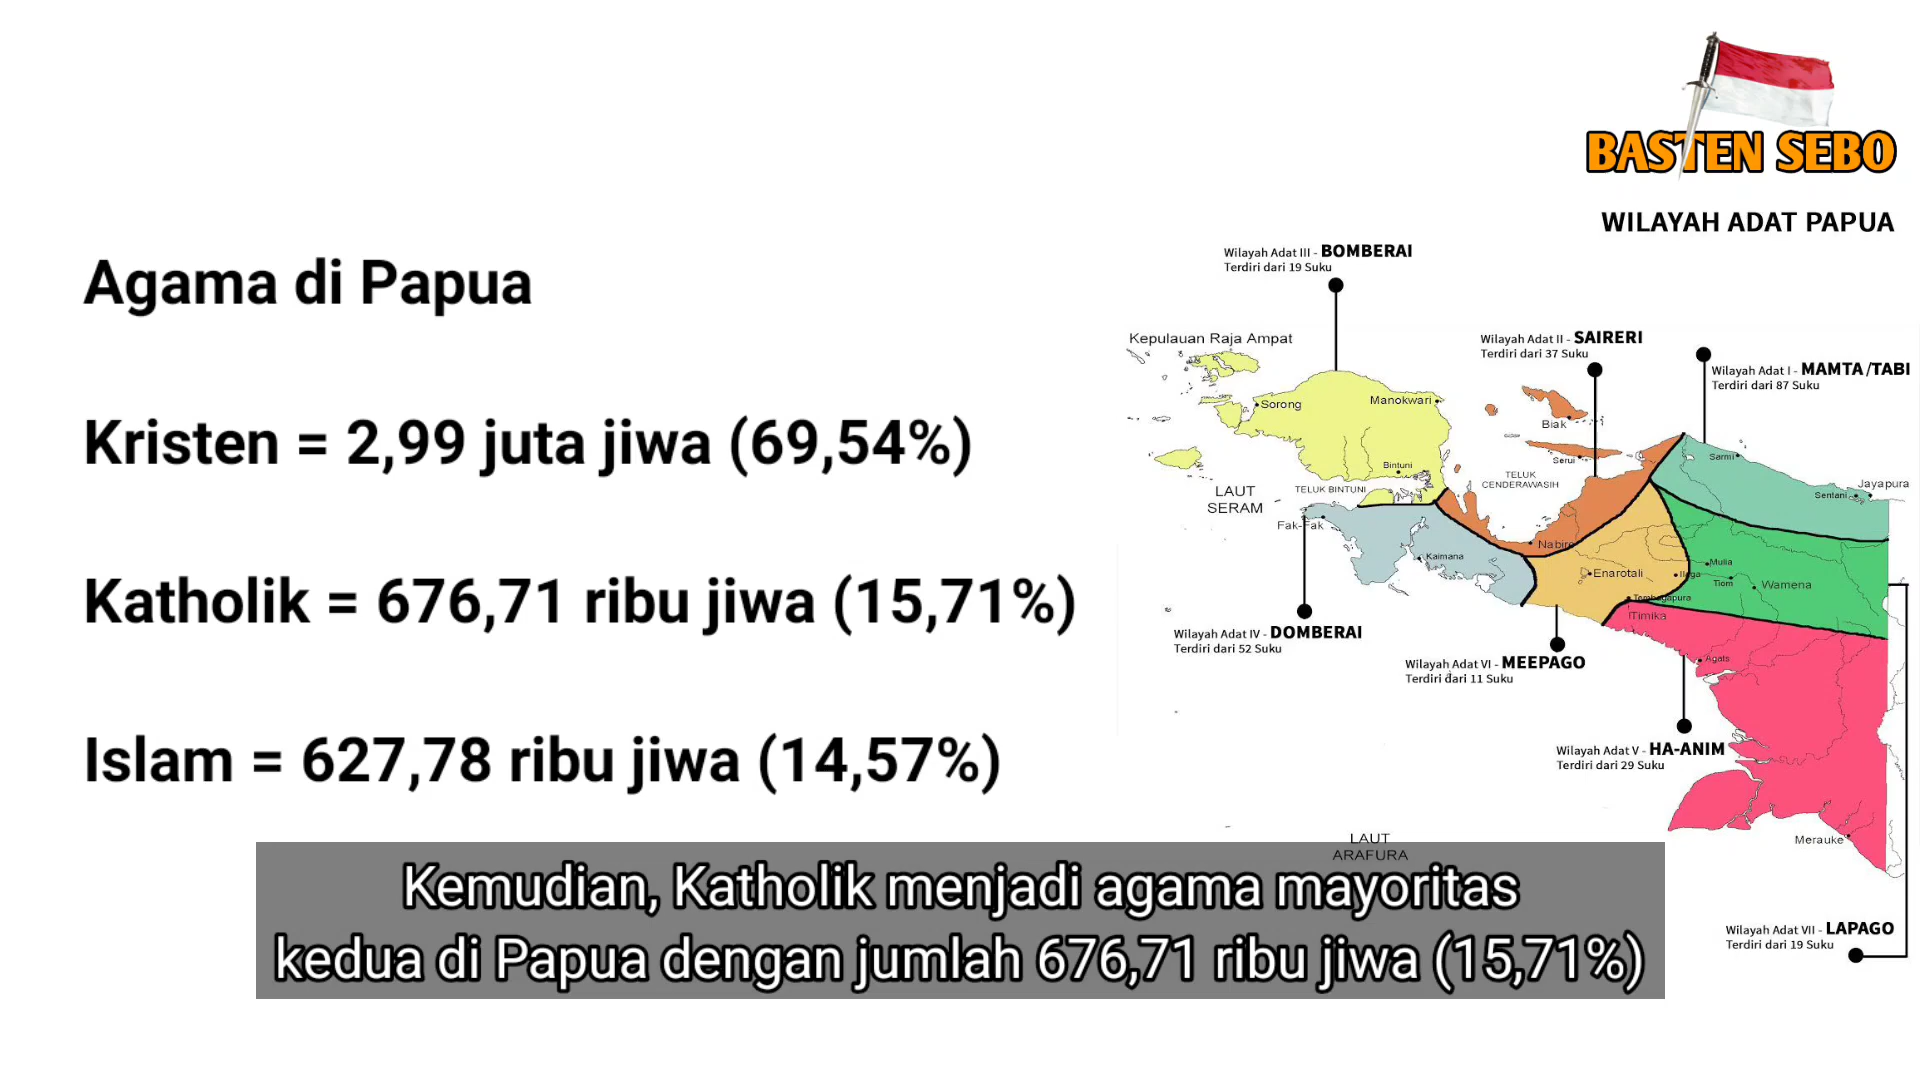 BASTEN SEBO
WILAYAH ADAT PAPUA
Agama di Papua
Kristen = 2,99 juta jiwa (69,54%)
Katholik = 676,71 ribu jiwa (15,71%)
Islam = 627,78 ribu jiwa (14,57%)
Wilayah Adat III - BOMBERAI
Terdiri dari 19 Suku
Kepulauan Raja Ampat
Wilayah Adat II - SAIRERI
Terdiri dari 37 Suku
Wilayah Adat I - MAMTA /TABI
Terdiri dari 87 Suku
Sorong
Manokwari
Biak
Serui
Sarmi
Bintuni
TELUK
CENDERAWASIH
Jayapura
Sentani
LAUT
SERAM
TELUK BINTUNI
Fak-Fak
Nabire
Kaimana
Enarotali
Ilaga
Mulia
Tiom
Wamena
Tembagapura
Timika
Wilayah Adat IV - DOMBERAI
Terdiri dari 52 Suku
Wilayah Adat VI - MEEPAGO
Terdiri dari 11 Suku
Agats
Wilayah Adat V - HA-ANIM
Terdiri dari 29 Suku
LAUT
ARAFURA
Merauke
Wilayah Adat VII - LAPAGO
Terdiri dari 19 Suku
Kemudian, Katholik menjadi agama mayoritas
kedua di Papua dengan jumlah 676,71 ribu jiwa (15,71%)